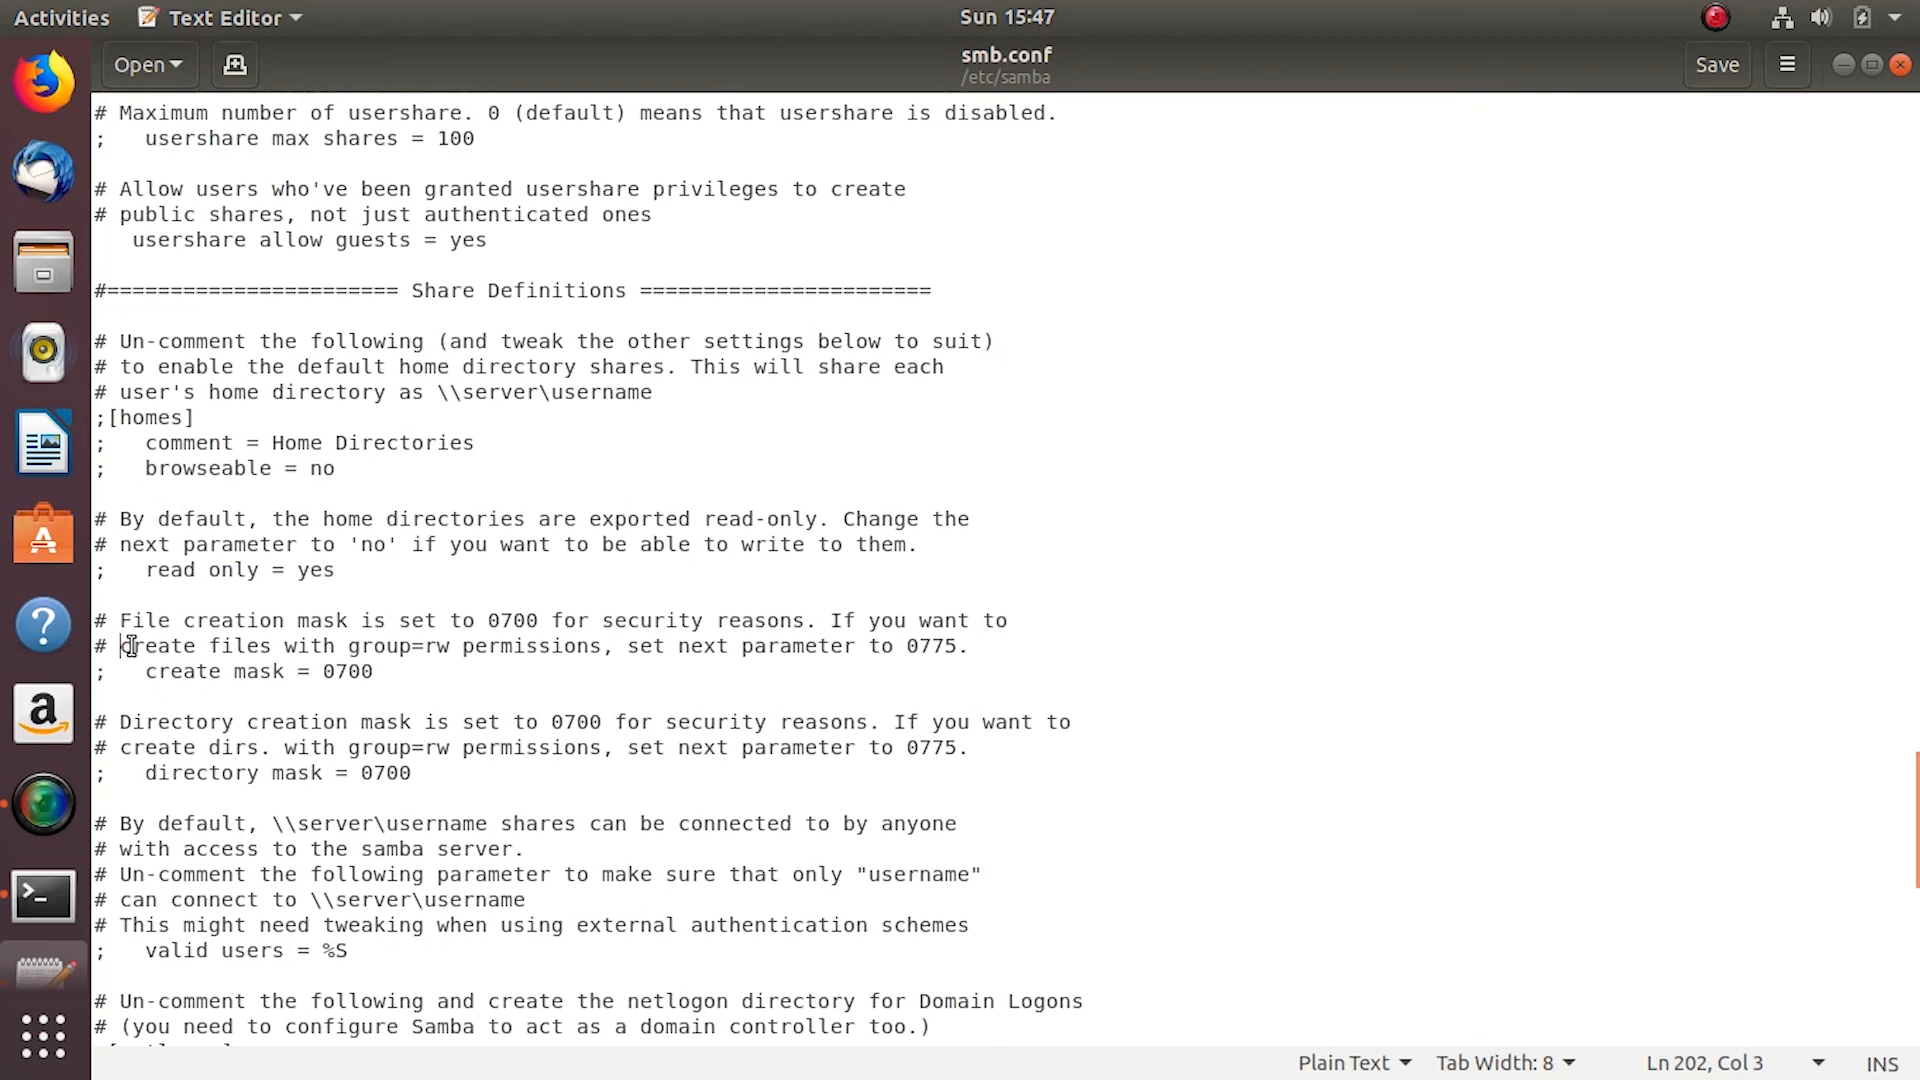 Activities Text Editor Sun 15:47
Open smb.conf Save
/etc/samba
# Maximum number of usershare. 0 (default) means that usershare is disabled.
;   usershare max shares = 100
# Allow users who've been granted usershare privileges to create
# public shares, not just authenticated ones
   usershare allow guests = yes
#======================= Share Definitions =======================
# Un-comment the following (and tweak the other settings below to suit)
# to enable the default home directory shares. This will share each
# user's home directory as \\server\username
;[homes]
;   comment = Home Directories
;   browseable = no
# By default, the home directories are exported read-only. Change the
# next parameter to 'no' if you want to be able to write to them.
;   read only = yes
# File creation mask is set to 0700 for security reasons. If you want to
# create files with group=rw permissions, set next parameter to 0775.
;   create mask = 0700
# Directory creation mask is set to 0700 for security reasons. If you want to
# create dirs. with group=rw permissions, set next parameter to 0775.
;   directory mask = 0700
# By default, \\server\username shares can be connected to by anyone
# with access to the samba server.
# Un-comment the following parameter to make sure that only "username"
# can connect to \\server\username
# This might need tweaking when using external authentication schemes
;   valid users = %S
# Un-comment the following and create the netlogon directory for Domain Logons
# (you need to configure Samba to act as a domain controller too.)
Plain Text Tab Width: 8 Ln 202, Col 3 INS